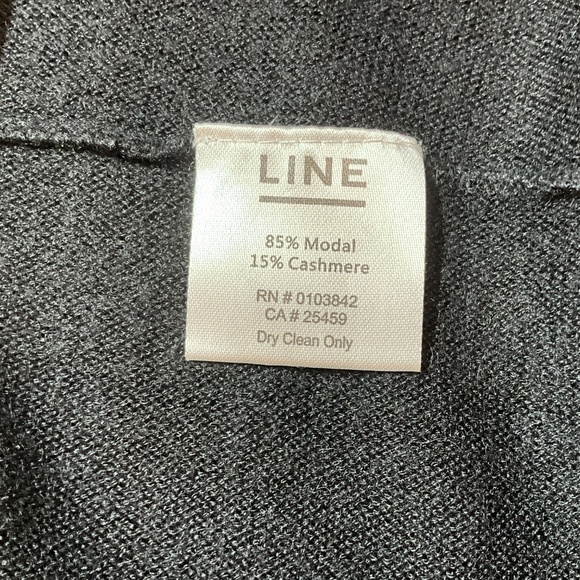 LINE
85% Modal
15% Cashmere
RN # 0103842
CA # 25459
Dry Clean Only